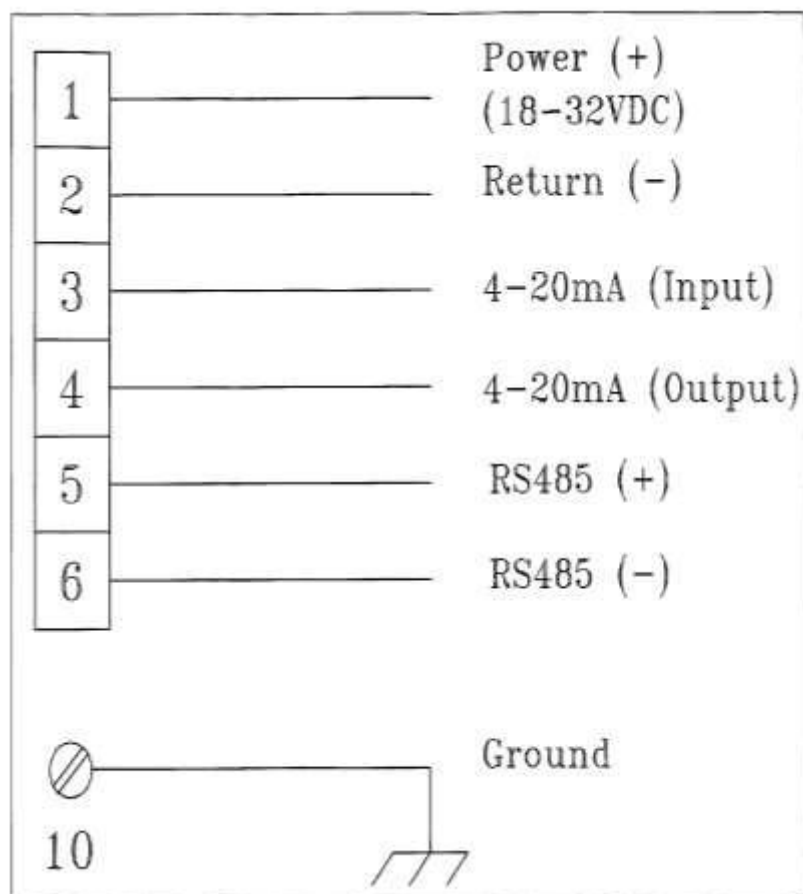 1 Power (+)
(18-32VDC)
2 Return (-)
3 4-20mA (Input)
4 4-20mA (Output)
5 RS485 (+)
6 RS485 (-)
Ground
10